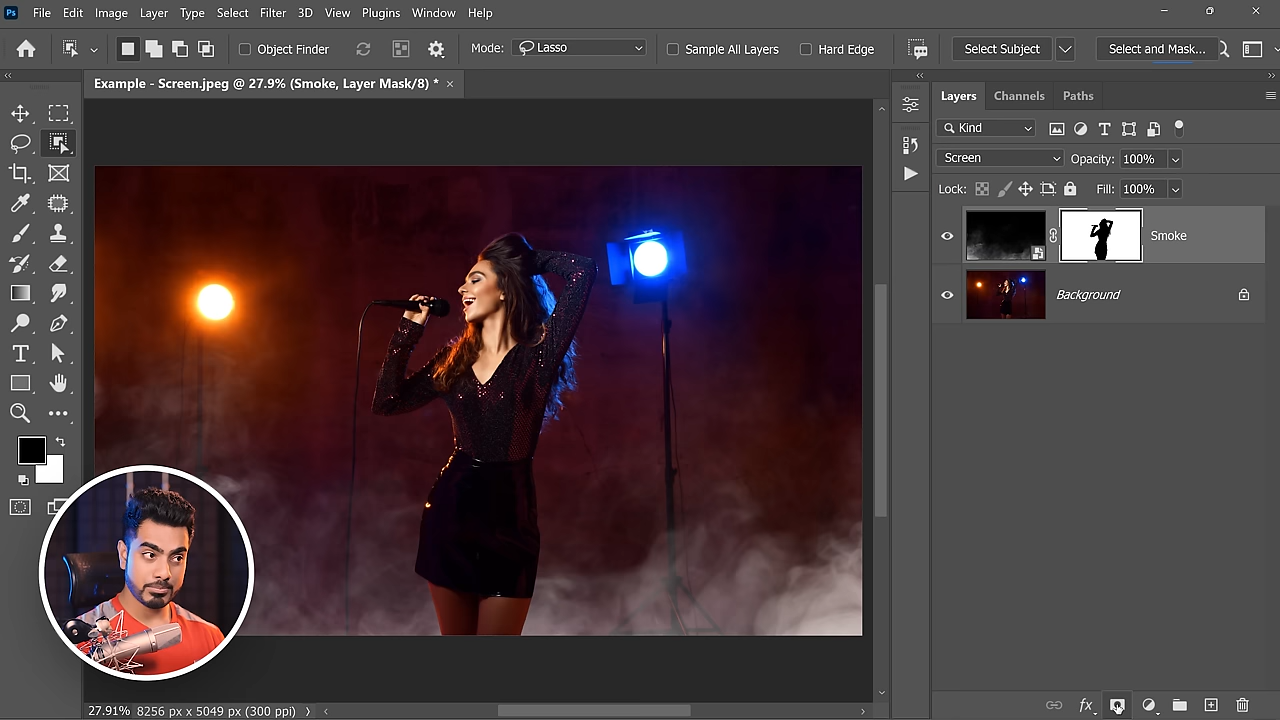 Ps File Edit Image Layer Type Select Filter 3D View Plugins Window Help
Object Finder Mode: Lasso Sample All Layers Hard Edge Select Subject Select and Mask...
Example - Screen.jpeg @ 27.9% (Smoke, Layer Mask/8) * ×
Layers Channels Paths
Kind
Screen Opacity: 100%
Lock: Fill: 100%
Smoke
Background
fx
27.91% 8256 px x 5049 px (300 ppi)